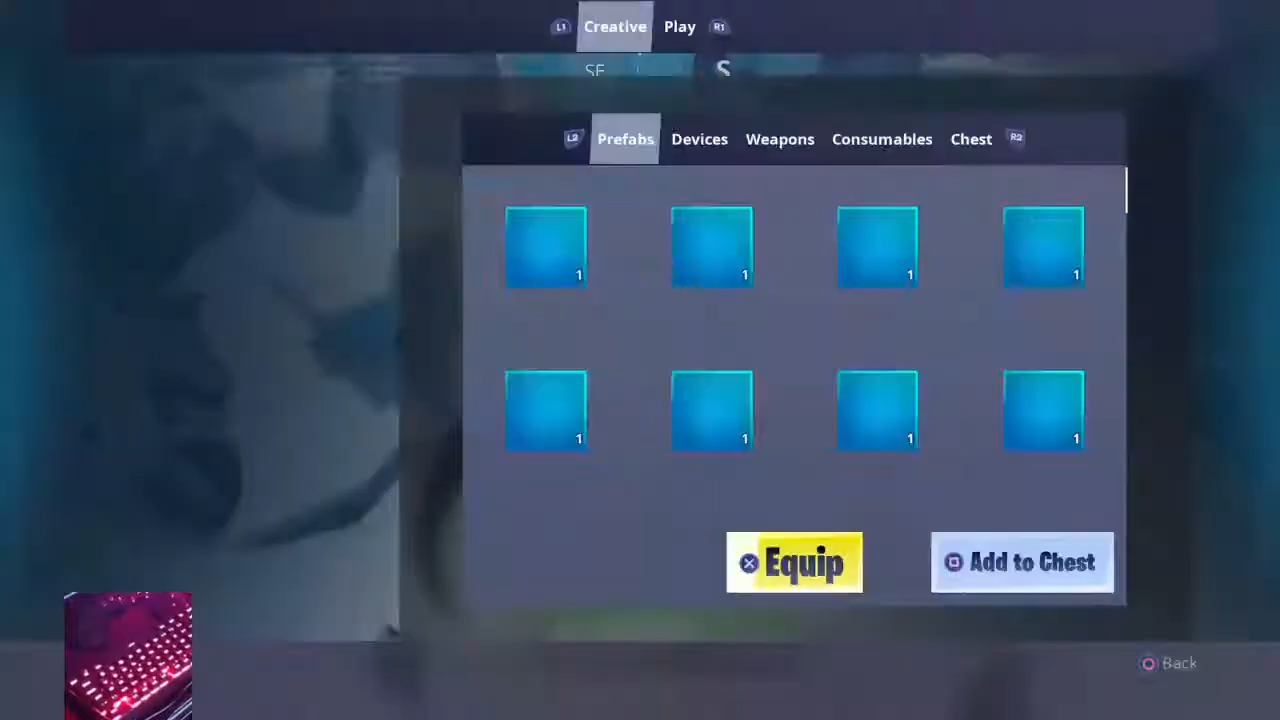 L1 Creative Play R1
SE S
L2 Prefabs Devices Weapons Consumables Chest R2
1 1 1 1
1 1 1 1
Equip Add to Chest
Back